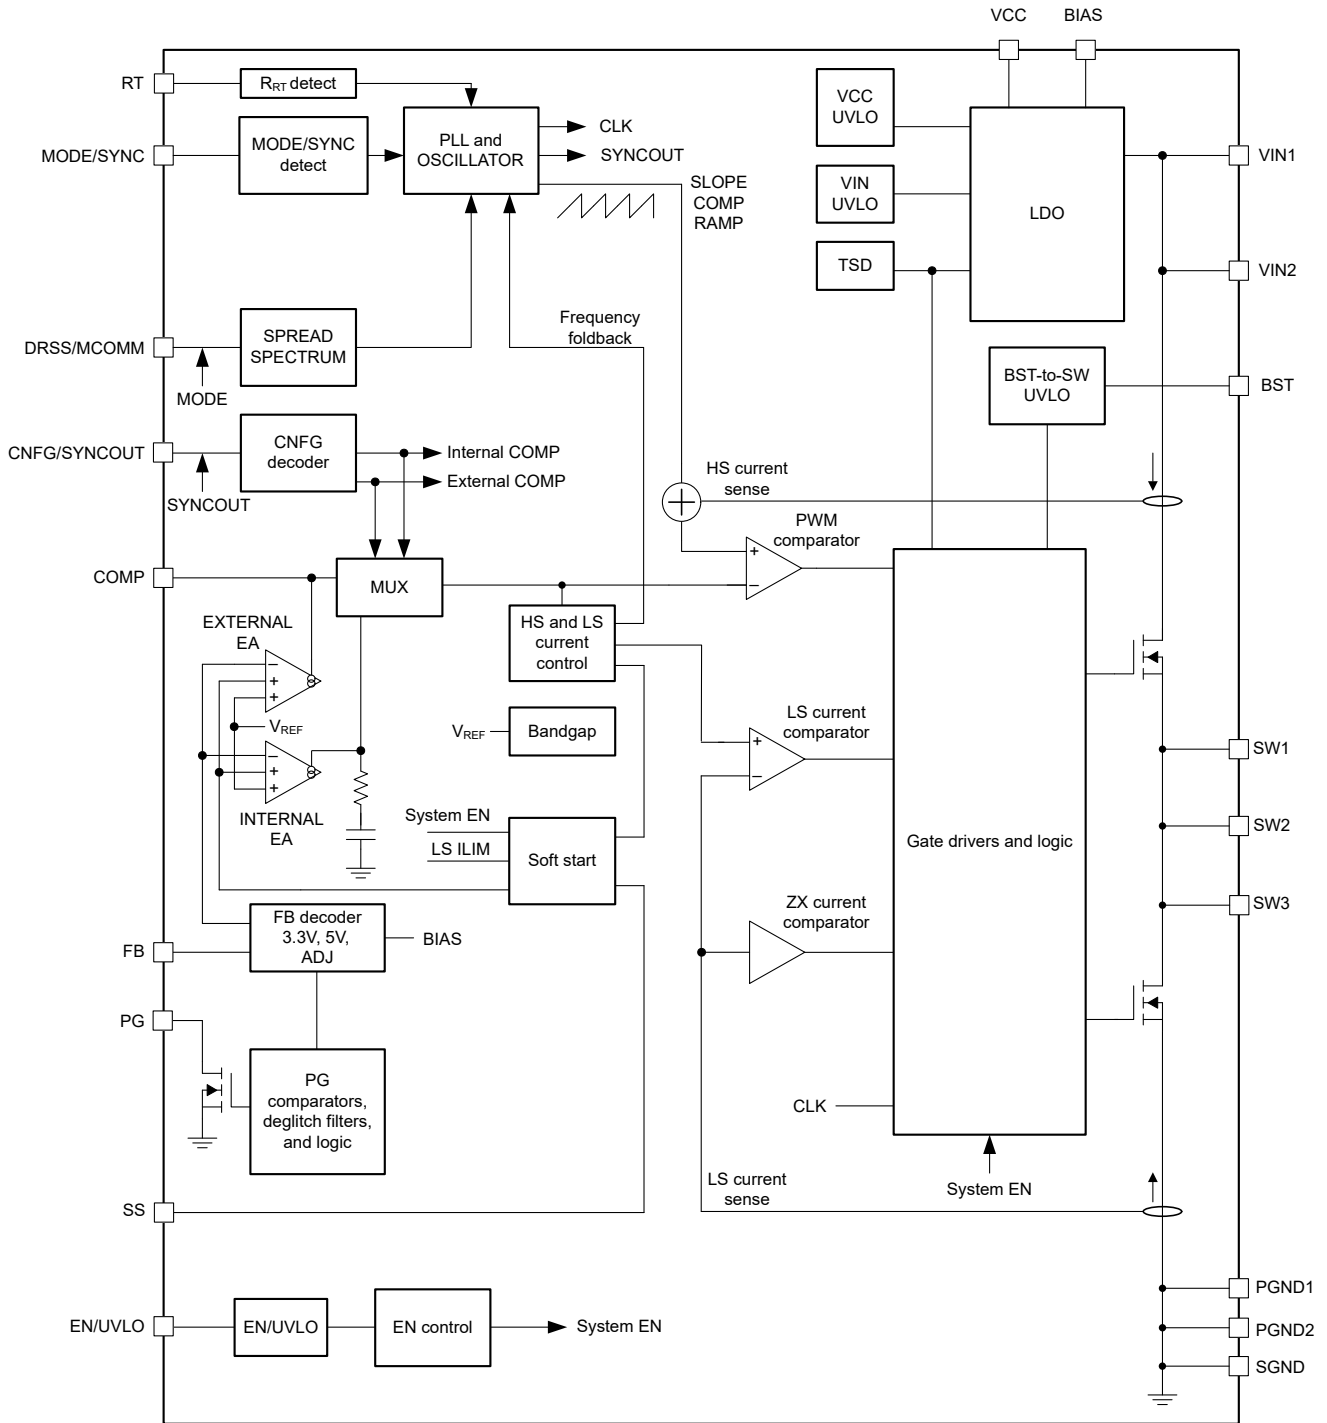 VCC
BIAS
RT
R_RT detect
MODE/SYNC
MODE/SYNC
detect
PLL and
OSCILLATOR
CLK
SYNCOUT
SLOPE
COMP
RAMP
VCC
UVLO
VIN
UVLO
TSD
LDO
VIN1
VIN2
DRSS/MCOMM
MODE
SPREAD
SPECTRUM
Frequency
foldback
BST-to-SW
UVLO
BST
CNFG/SYNCOUT
SYNCOUT
CNFG
decoder
Internal COMP
External COMP
HS current
sense
+
PWM
comparator
+
−
COMP
MUX
EXTERNAL
EA
−
+
+
V_REF
−
+
+
INTERNAL
EA
HS and LS
current
control
V_REF
Bandgap
LS current
comparator
+
−
System EN
LS ILIM
Soft start
Gate drivers and logic
SW1
SW2
SW3
ZX current
comparator
FB
FB decoder
3.3V, 5V,
ADJ
BIAS
PG
PG
comparators,
deglitch filters,
and logic
CLK
System EN
SS
LS current
sense
EN/UVLO
EN/UVLO
EN control
System EN
PGND1
PGND2
SGND